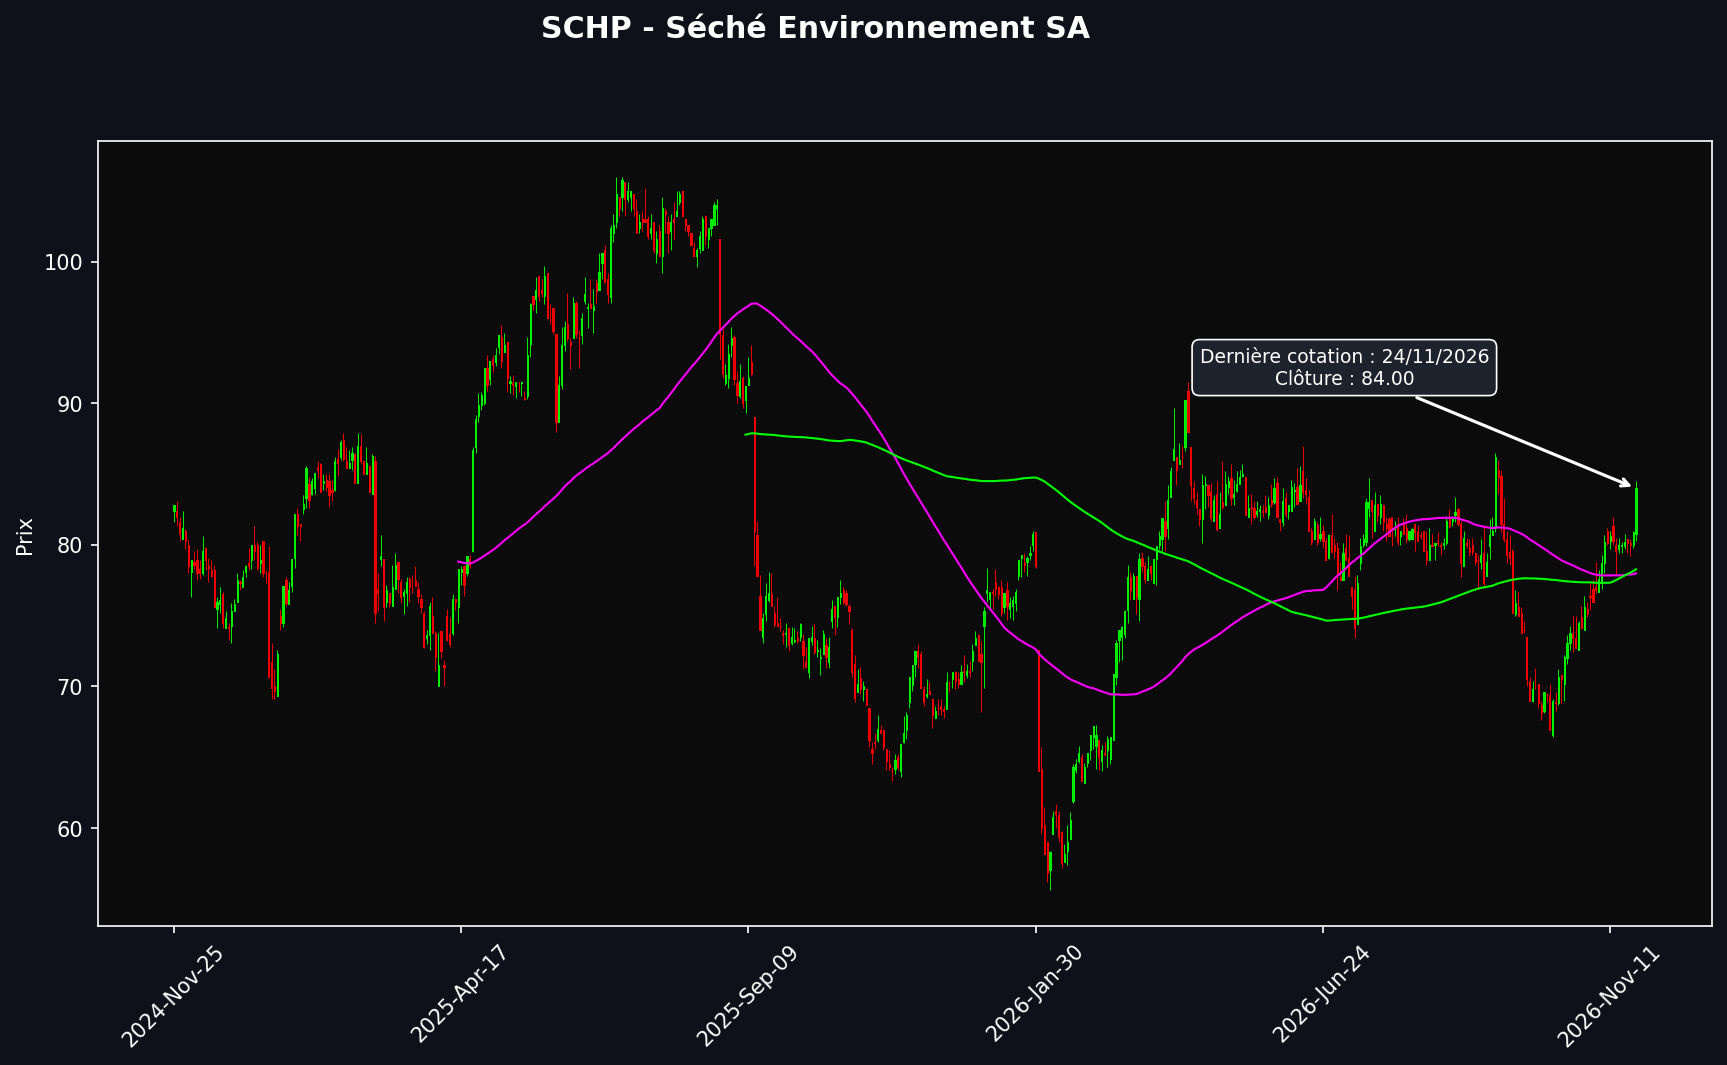 SCHP - Séché Environnement SA
Dernière cotation : 24/11/2026
Clôture : 84.00
Prix
100
90
80
70
60
2024-Nov-25
2025-Apr-17
2025-Sep-09
2026-Jan-30
2026-Jun-24
2026-Nov-11